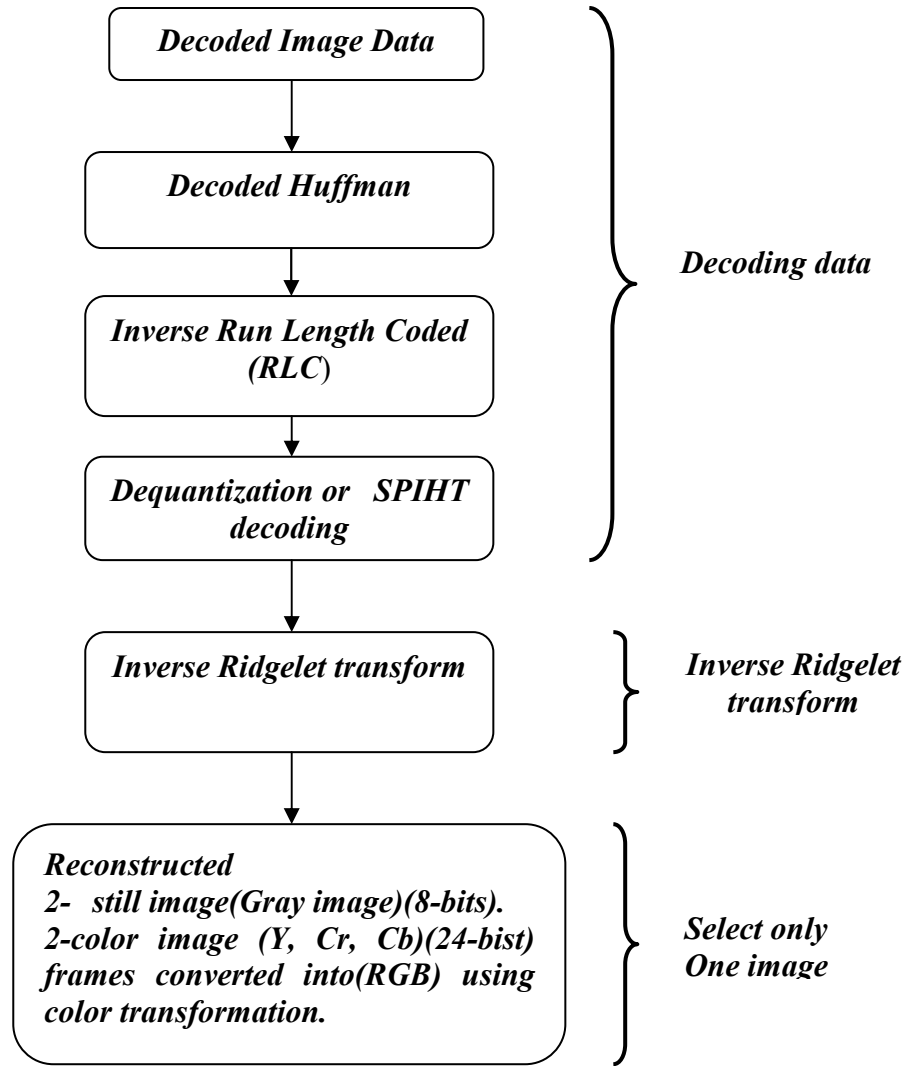 Decoded Image Data
Decoded Huffman
Inverse Run Length Coded
(RLC)
Dequantization or SPIHT
decoding
Inverse Ridgelet transform
Reconstructed
2- still image(Gray image)(8-bits).
2-color image (Y, Cr, Cb)(24-bist)
frames converted into(RGB) using
color transformation.
Decoding data
Inverse Ridgelet
transform
Select only
One image